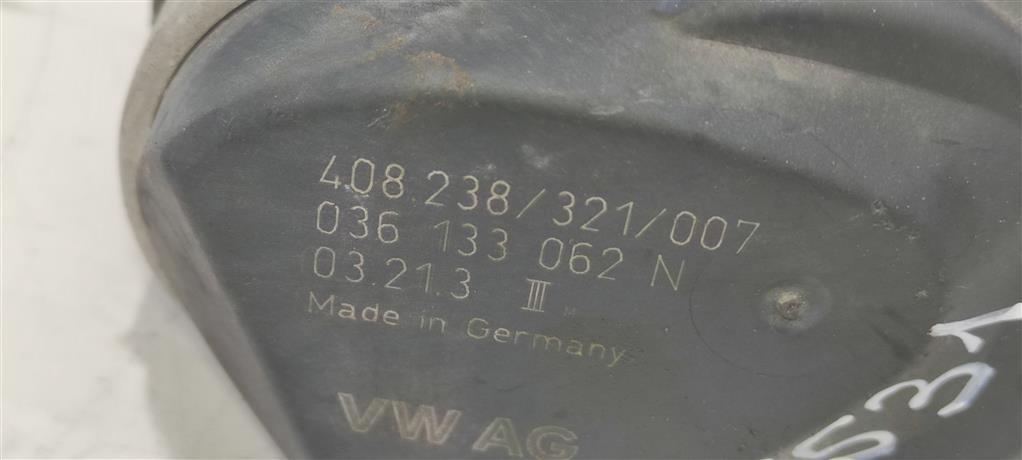 408.238/321/007
036 133 062 N
03.21.3 III M
Made in Germany
VW AG